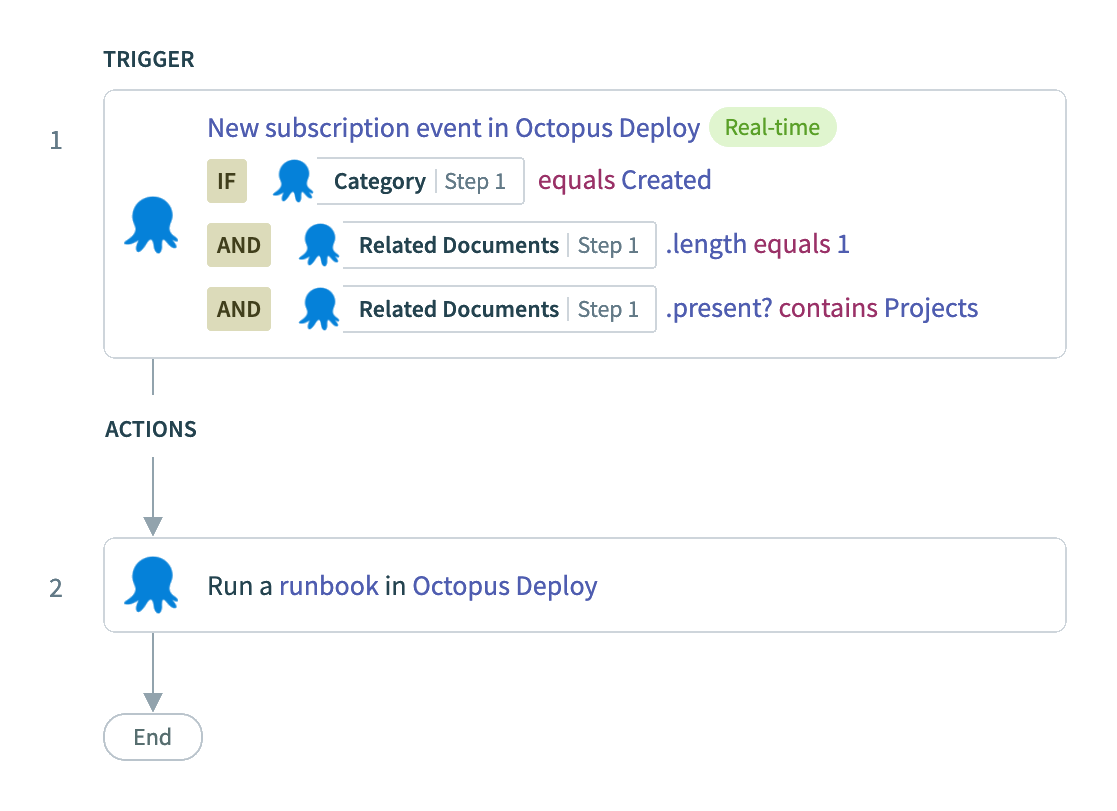 TRIGGER
1
New subscription event in Octopus Deploy Real-time
IF Category Step 1 equals Created
AND Related Documents Step 1 .length equals 1
AND Related Documents Step 1 .present? contains Projects
ACTIONS
2
Run a runbook in Octopus Deploy
End